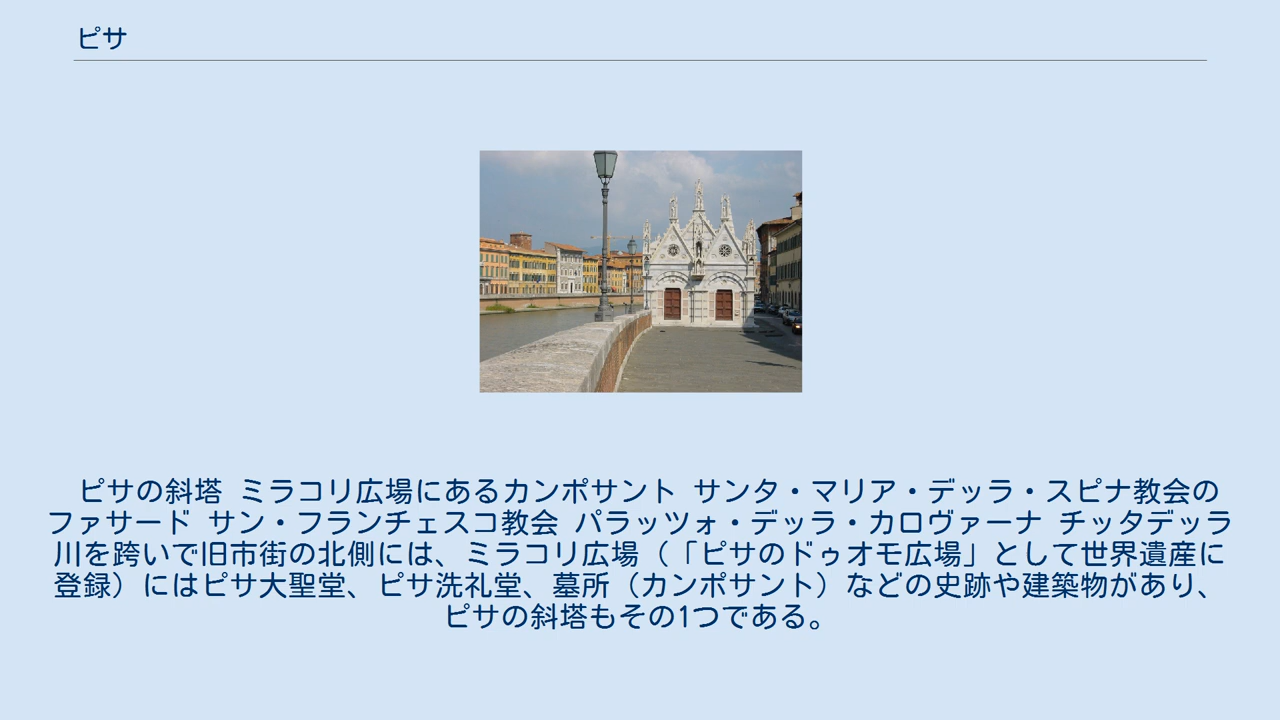 ピサ
ピサの斜塔 ミラコリ広場にあるカンポサント サンタ・マリア・デッラ・スピナ教会の
ファサード サン・フランチェスコ教会 パラッツォ・デッラ・カロヴァーナ チッタデッラ
川を跨いで旧市街の北側には、ミラコリ広場（「ピサのドゥオモ広場」として世界遺産に
登録）にはピサ大聖堂、ピサ洗礼堂、墓所（カンポサント）などの史跡や建築物があり、
ピサの斜塔もその1つである。